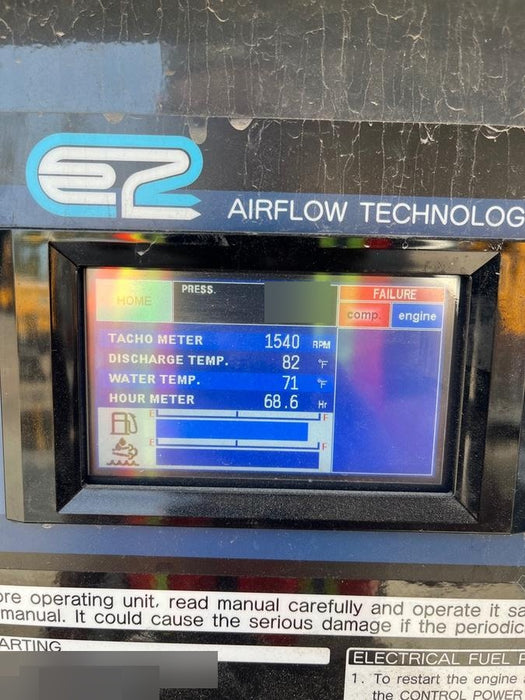 E2
AIRFLOW TECHNOLOG
HOME
PRESS.
FAILURE
comp. engine
TACHO METER 1540 RPM
DISCHARGE TEMP. 82 °F
WATER TEMP. 71 °F
HOUR METER 68.6 Hr
E F
E F
ore operating unit, read manual carefully and operate it sa
manual. It could cause the serious damage if the periodic
ARTING
ELECTRICAL FUEL P
1. To restart the engine
the CONTROL POWER